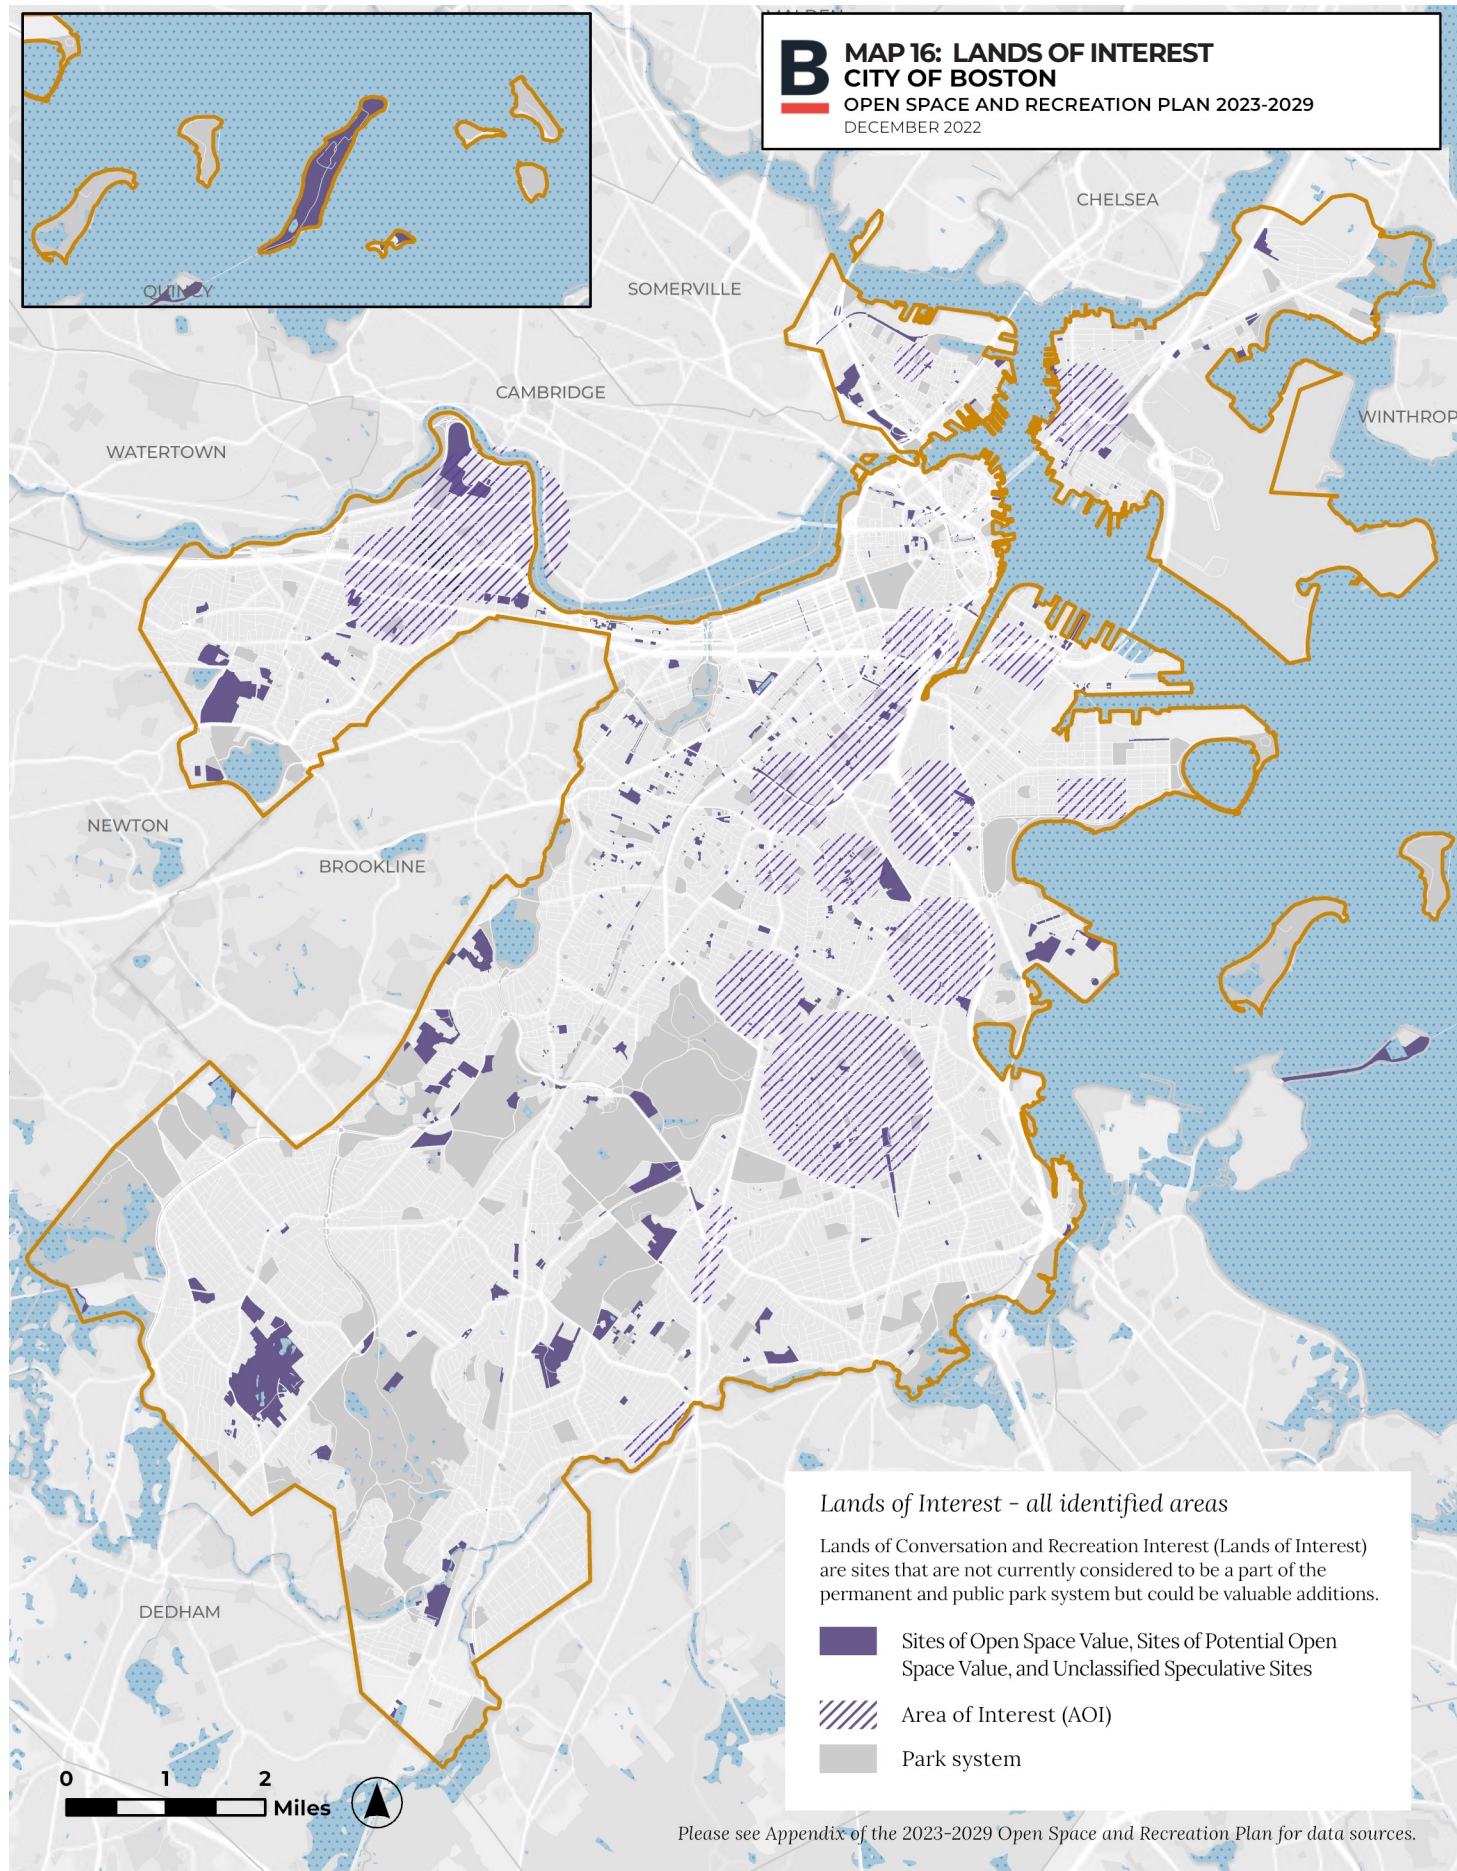 MALDEN
B
MAP 16: LANDS OF INTEREST
CITY OF BOSTON
OPEN SPACE AND RECREATION PLAN 2023-2029
DECEMBER 2022
CHELSEA
QUINCY
SOMERVILLE
CAMBRIDGE
WINTHROP
WATERTOWN
NEWTON
BROOKLINE
DEDHAM
Lands of Interest - all identified areas
Lands of Conversation and Recreation Interest (Lands of Interest)
are sites that are not currently considered to be a part of the
permanent and public park system but could be valuable additions.
Sites of Open Space Value, Sites of Potential Open
Space Value, and Unclassified Speculative Sites
Area of Interest (AOI)
Park system
0 1 2
Miles
Please see Appendix of the 2023-2029 Open Space and Recreation Plan for data sources.